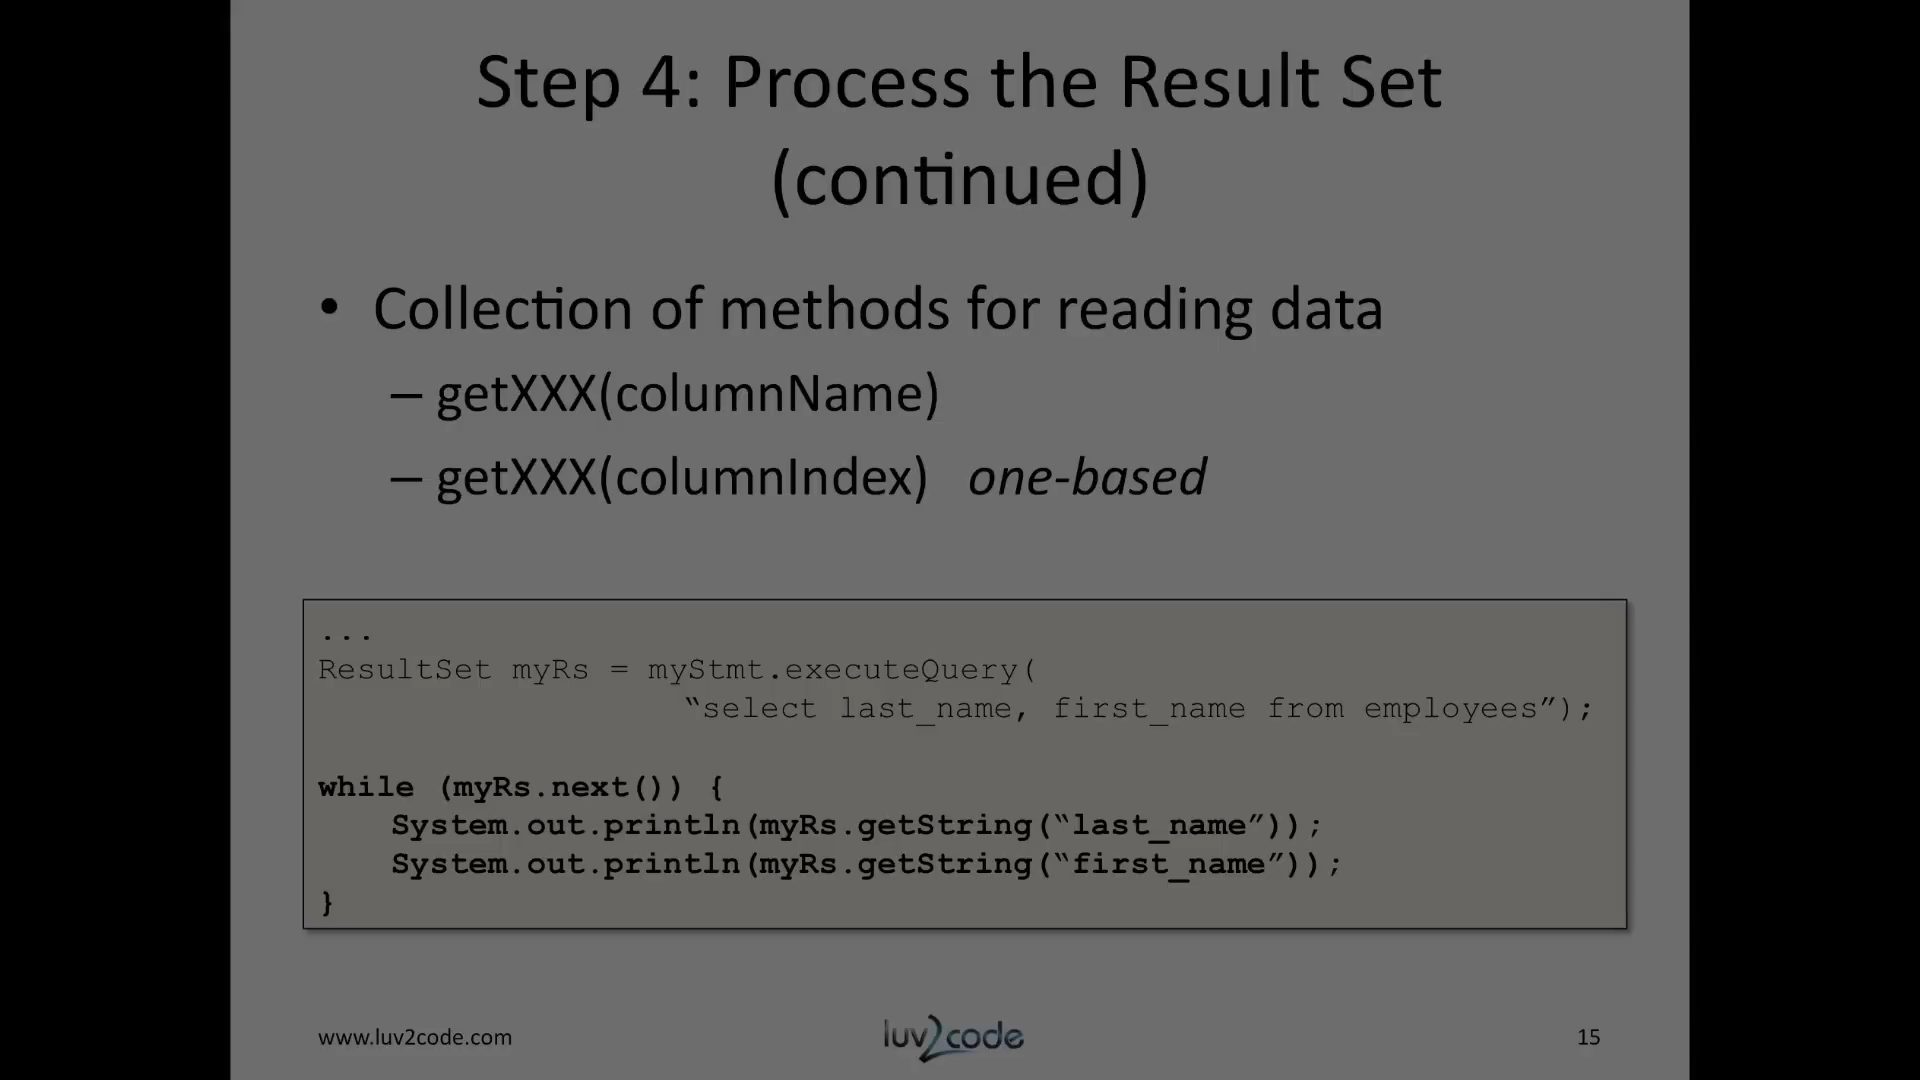 Step 4: Process the Result Set
(continued)
• Collection of methods for reading data
– getXXX(columnName)
– getXXX(columnIndex) one-based
...
ResultSet myRs = myStmt.executeQuery(
“select last_name, first_name from employees”);
while (myRs.next()) {
System.out.println(myRs.getString(“last_name”));
System.out.println(myRs.getString(“first_name”));
}
www.luv2code.com
luv2code
15